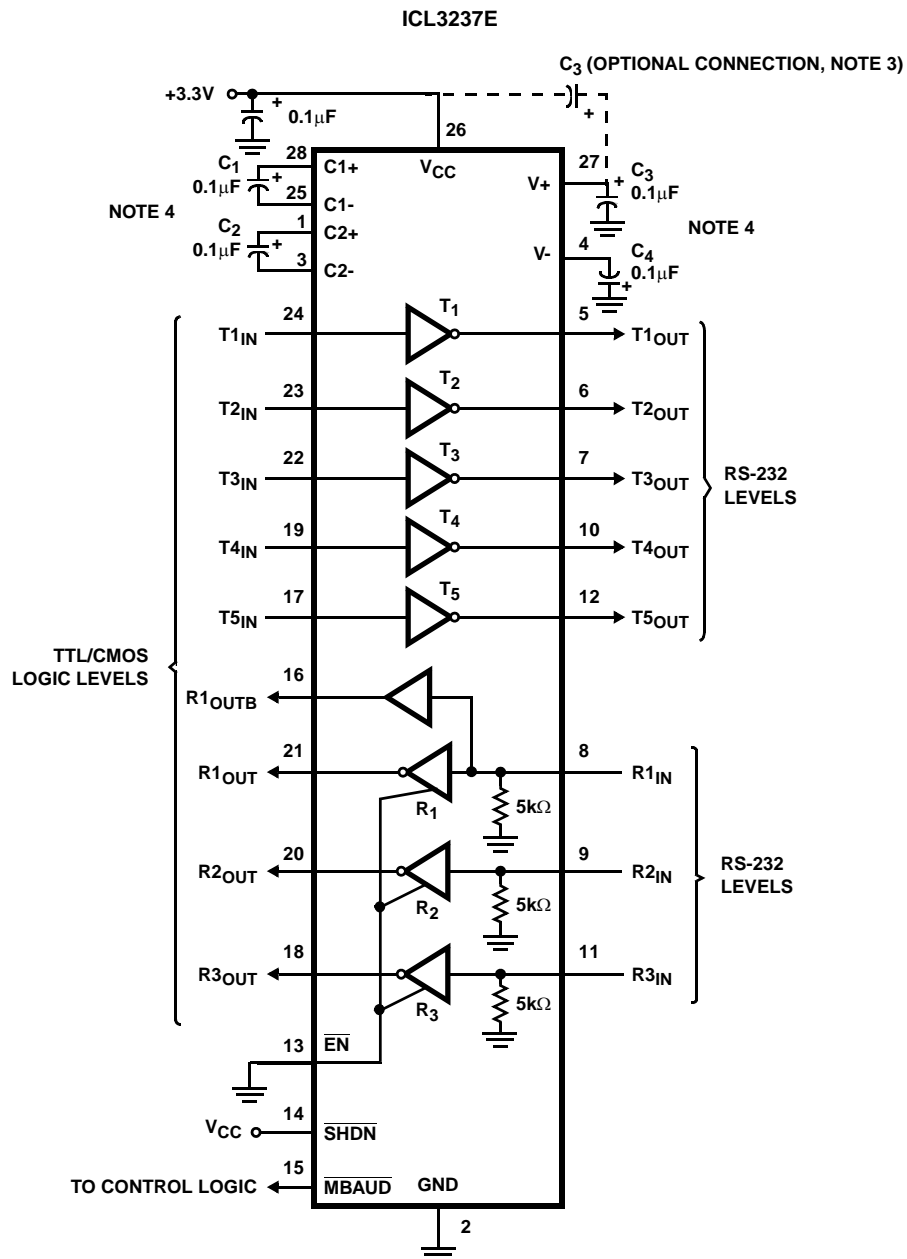 ICL3237E
C3 (OPTIONAL CONNECTION, NOTE 3)
+3.3V
+
0.1μF
+
26
28
C1+
VCC
27
C1
0.1μF
+
V+
+
C3
0.1μF
25
C1-
NOTE 4
1
C2+
NOTE 4
C2
0.1μF
+
4
V-
C4
0.1μF
+
3
C2-
T1IN
24
T1
5
T1OUT
T2IN
23
T2
6
T2OUT
T3IN
22
T3
7
T3OUT
RS-232
LEVELS
T4IN
19
T4
10
T4OUT
T5IN
17
T5
12
T5OUT
TTL/CMOS
LOGIC LEVELS
R1OUTB
16
R1OUT
21
R1
5kΩ
8
R1IN
R2OUT
20
R2
5kΩ
9
R2IN
RS-232
LEVELS
R3OUT
18
R3
5kΩ
11
R3IN
13
EN
VCC
14
SHDN
TO CONTROL LOGIC
15
MBAUD
GND
2